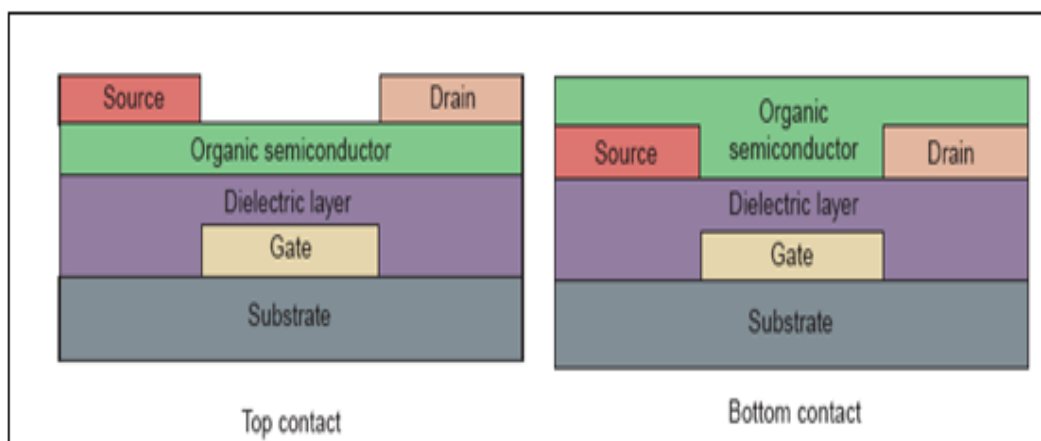 Source
Drain
Organic semiconductor
Dielectric layer
Gate
Substrate
Top contact
Organic
semiconductor
Source
Drain
Dielectric layer
Gate
Substrate
Bottom contact